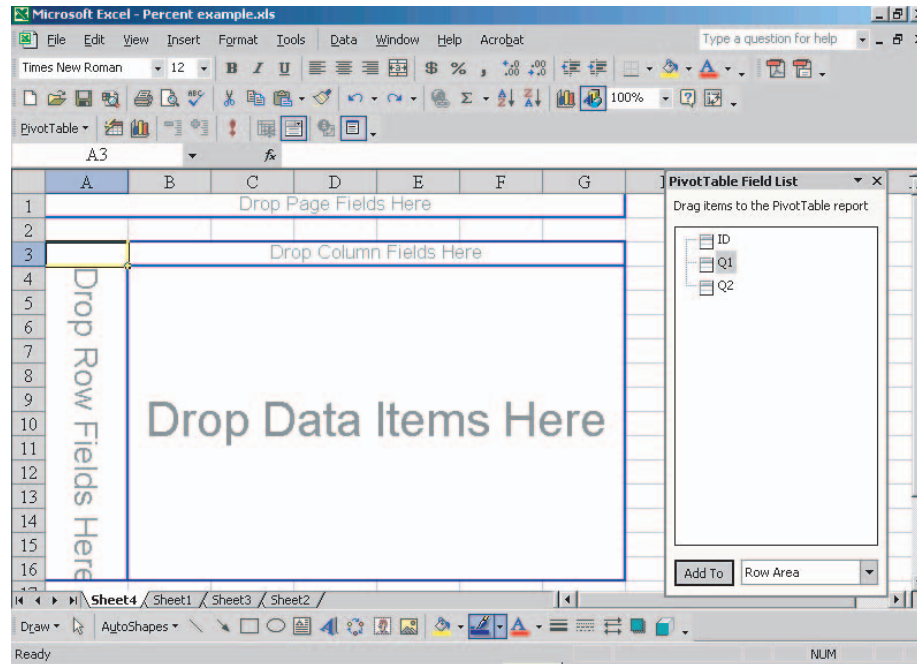 Microsoft Excel - Percent example.xls
File Edit View Insert Format Tools Data Window Help Acrobat Type a question for help
Times New Roman 12 B I U $ % ,
100%
PivotTable
A3 fx
A B C D E F G
PivotTable Field List
Drag items to the PivotTable report
ID
Q1
Q2
1 Drop Page Fields Here
2
3 Drop Column Fields Here
4
5
6
7
8
9
10
11
12
13
14
15
16
Drop Row Fields Here
Drop Data Items Here
Add To Row Area
Sheet4 Sheet1 Sheet3 Sheet2
Draw AutoShapes
Ready NUM